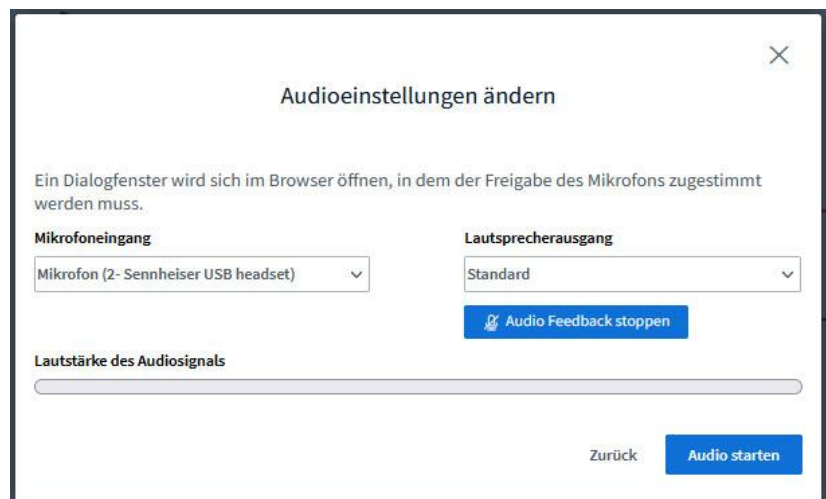 Audioeinstellungen ändern
Ein Dialogfenster wird sich im Browser öffnen, in dem der Freigabe des Mikrofons zugestimmt
werden muss.
Mikrofoneingang
Lautsprecherausgang
Mikrofon (2- Sennheiser USB headset)
Standard
Audio Feedback stoppen
Lautstärke des Audiosignals
Zurück
Audio starten